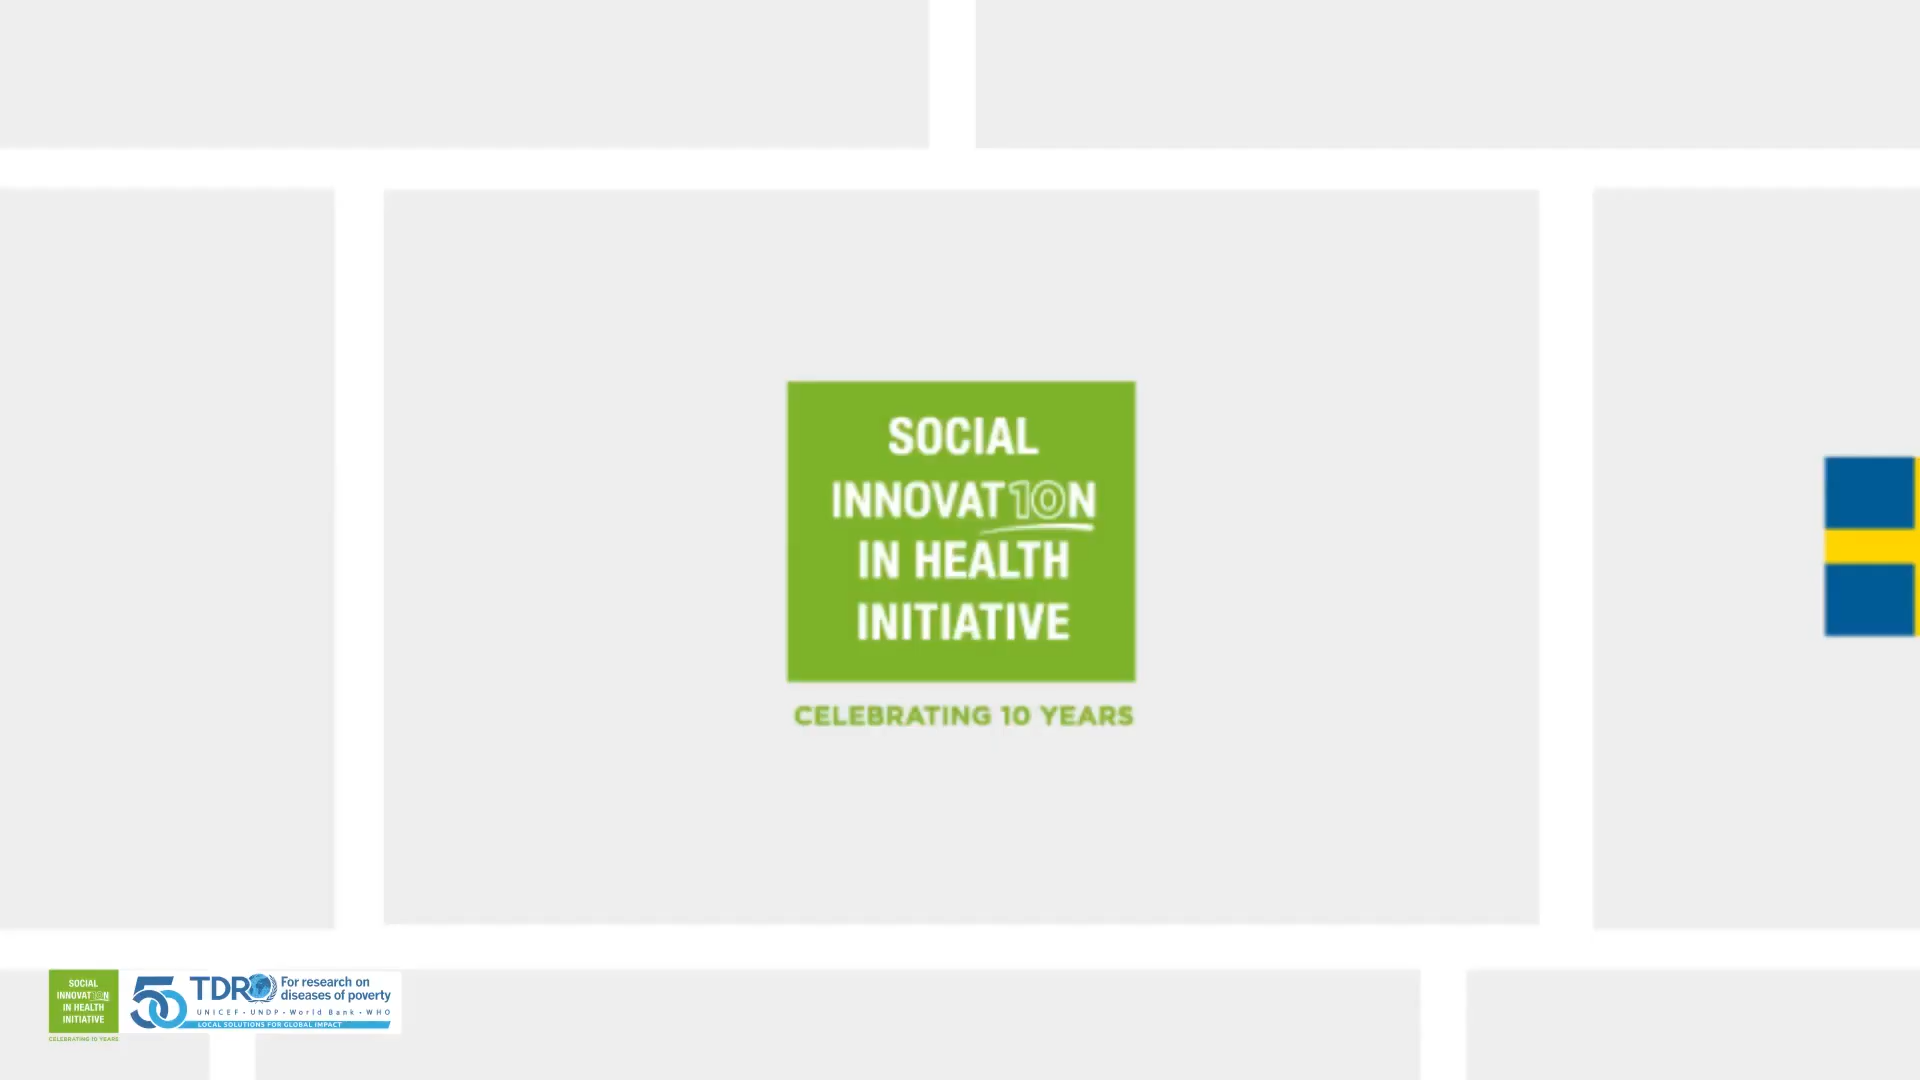 SOCIAL
INNOVAT10N
IN HEALTH
INITIATIVE
CELEBRATING 10 YEARS
SOCIAL
INNOVAT10N
IN HEALTH
INITIATIVE
CELEBRATING 10 YEARS
50
TDR
For research on
diseases of poverty
UNICEF • UNDP • World Bank • WHO
LOCAL SOLUTIONS FOR GLOBAL IMPACT